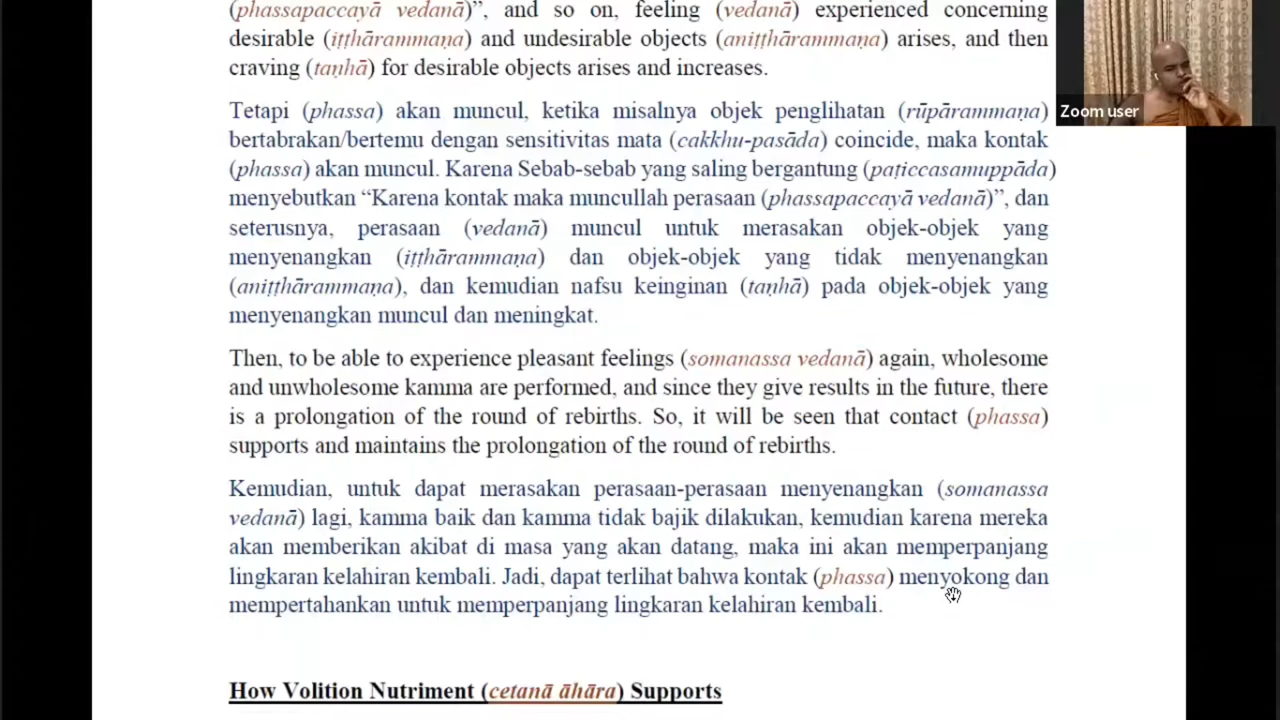 (phassapaccayā vedanā)”, and so on, feeling (vedanā) experienced concerning
desirable (iṭṭhārammaṇa) and undesirable objects (aniṭṭhārammaṇa) arises, and then
craving (taṇhā) for desirable objects arises and increases.
Tetapi (phassa) akan muncul, ketika misalnya objek penglihatan (rūpārammaṇa)
bertabrakan/bertemu dengan sensitivitas mata (cakkhu-pasāda) coincide, maka kontak
(phassa) akan muncul. Karena Sebab-sebab yang saling bergantung (paṭiccasamuppāda)
menyebutkan “Karena kontak maka muncullah perasaan (phassapaccayā vedanā)”, dan
seterusnya, perasaan (vedanā) muncul untuk merasakan objek-objek yang
menyenangkan (iṭṭhārammaṇa) dan objek-objek yang tidak menyenangkan
(aniṭṭhārammaṇa), dan kemudian nafsu keinginan (taṇhā) pada objek-objek yang
menyenangkan muncul dan meningkat.
Then, to be able to experience pleasant feelings (somanassa vedanā) again, wholesome
and unwholesome kamma are performed, and since they give results in the future, there
is a prolongation of the round of rebirths. So, it will be seen that contact (phassa)
supports and maintains the prolongation of the round of rebirths.
Kemudian, untuk dapat merasakan perasaan-perasaan menyenangkan (somanassa
vedanā) lagi, kamma baik dan kamma tidak bajik dilakukan, kemudian karena mereka
akan memberikan akibat di masa yang akan datang, maka ini akan memperpanjang
lingkaran kelahiran kembali. Jadi, dapat terlihat bahwa kontak (phassa) menyokong dan
mempertahankan untuk memperpanjang lingkaran kelahiran kembali.
How Volition Nutriment (cetanā āhāra) Supports
Zoom user